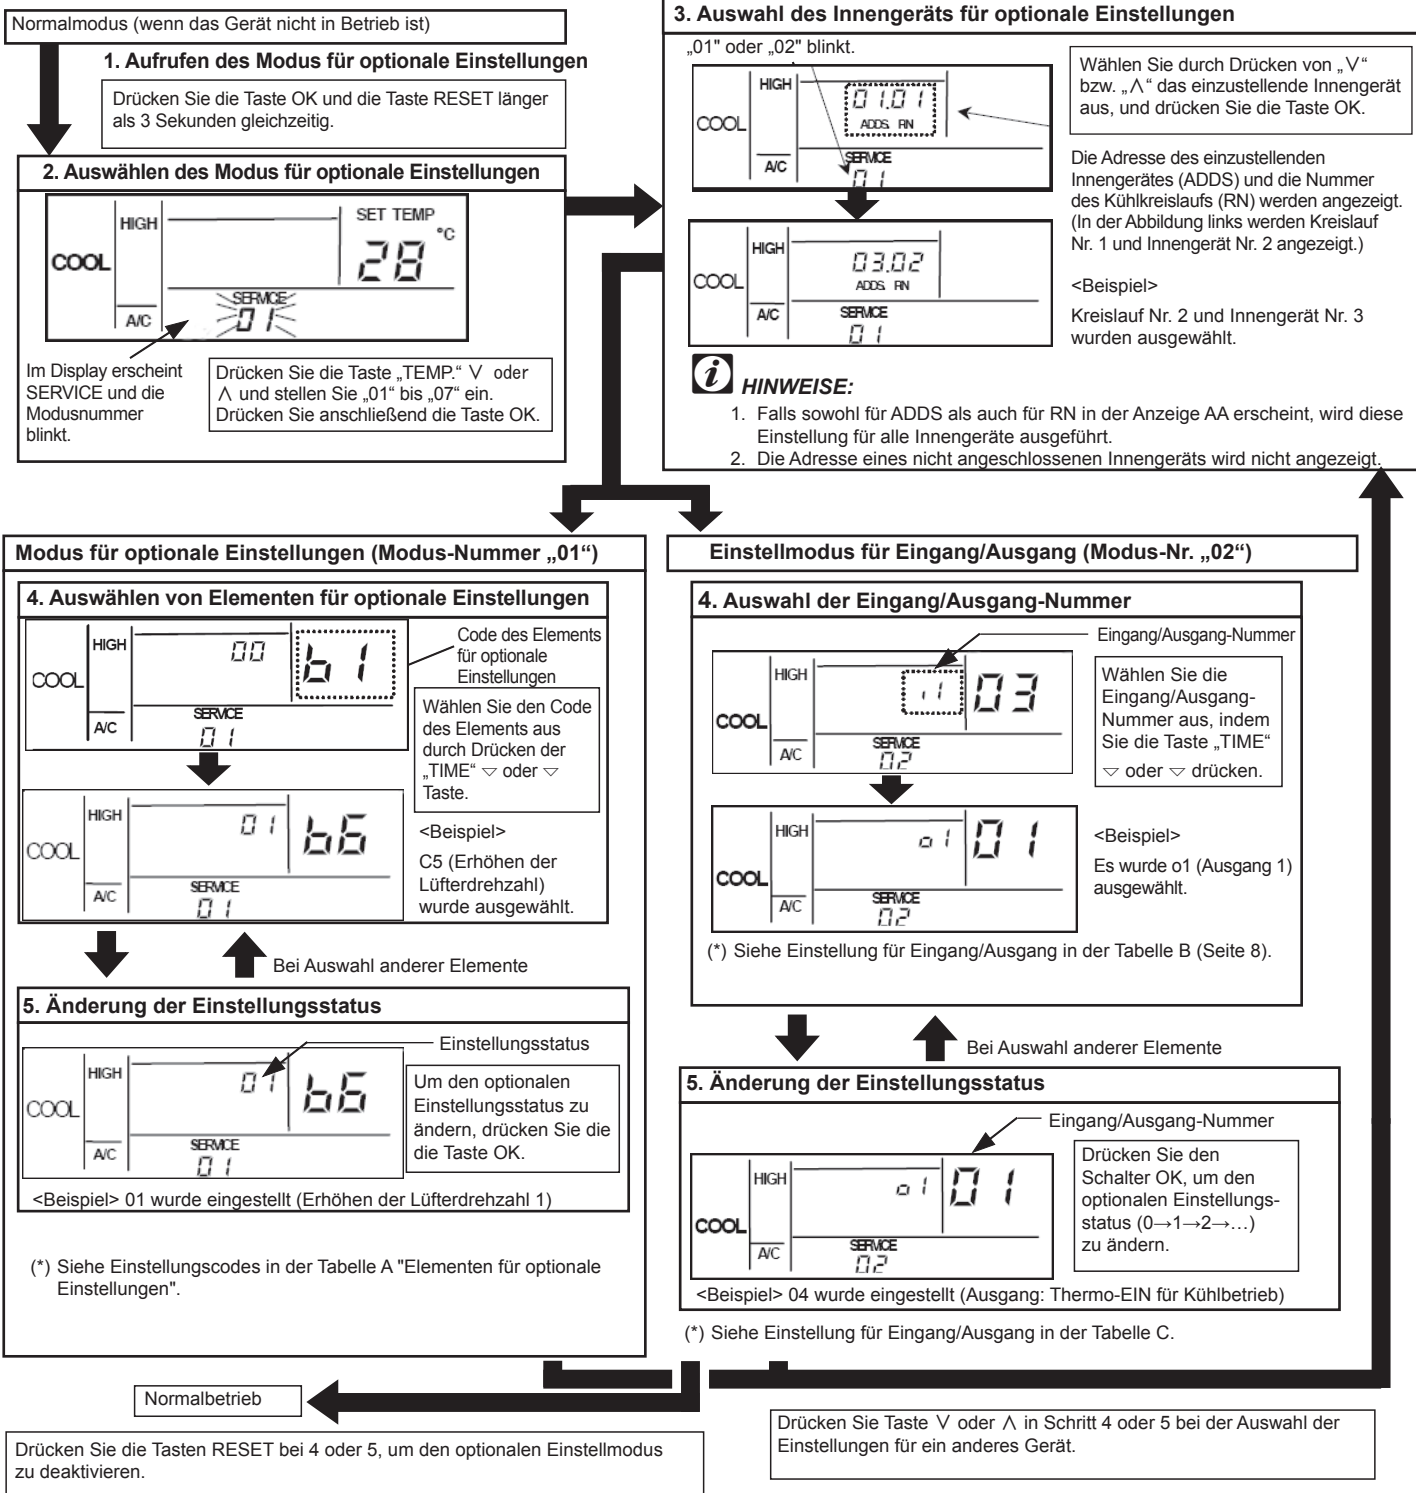 Normalmodus (wenn das Gerät nicht in Betrieb ist)
1. Aufrufen des Modus für optionale Einstellungen
Drücken Sie die Taste OK und die Taste RESET länger
als 3 Sekunden gleichzeitig.
2. Auswählen des Modus für optionale Einstellungen
HIGH
SET TEMP
°C
COOL
28
SERVICE
A/C
01
Im Display erscheint
SERVICE und die
Modusnummer
blinkt.
Drücken Sie die Taste „TEMP.“ ∨ oder
∧ und stellen Sie „01“ bis „07“ ein.
Drücken Sie anschließend die Taste OK.
3. Auswahl des Innengeräts für optionale Einstellungen
„01" oder „02" blinkt.
HIGH
01.01
COOL
ADDS. RN
A/C
SERVICE
01
HIGH
03.02
COOL
ADDS. RN
A/C
SERVICE
01
Wählen Sie durch Drücken von „∨“
bzw. „∧“ das einzustellende Innengerät
aus, und drücken Sie die Taste OK.
Die Adresse des einzustellenden
Innengerätes (ADDS) und die Nummer
des Kühlkreislaufs (RN) werden angezeigt.
(In der Abbildung links werden Kreislauf
Nr. 1 und Innengerät Nr. 2 angezeigt.)
<Beispiel>
Kreislauf Nr. 2 und Innengerät Nr. 3
wurden ausgewählt.
i HINWEISE:
1. Falls sowohl für ADDS als auch für RN in der Anzeige AA erscheint, wird diese
Einstellung für alle Innengeräte ausgeführt.
2. Die Adresse eines nicht angeschlossenen Innengeräts wird nicht angezeigt.
Modus für optionale Einstellungen (Modus-Nummer „01“)
4. Auswählen von Elementen für optionale Einstellungen
HIGH
00
b1
COOL
A/C
SERVICE
01
Code des Elements
für optionale
Einstellungen
Wählen Sie den Code
des Elements aus
durch Drücken der
„TIME“ ▽ oder ▽
Taste.
HIGH
01
b6
COOL
A/C
SERVICE
01
<Beispiel>
C5 (Erhöhen der
Lüfterdrehzahl)
wurde ausgewählt.
Bei Auswahl anderer Elemente
5. Änderung der Einstellungsstatus
Einstellungsstatus
HIGH
01
b6
COOL
A/C
SERVICE
01
Um den optionalen
Einstellungsstatus zu
ändern, drücken Sie die
die Taste OK.
<Beispiel> 01 wurde eingestellt (Erhöhen der Lüfterdrehzahl 1)
(*) Siehe Einstellungscodes in der Tabelle A "Elementen für optionale
Einstellungen".
Einstellmodus für Eingang/Ausgang (Modus-Nr. „02“)
4. Auswahl der Eingang/Ausgang-Nummer
Eingang/Ausgang-Nummer
HIGH
i1
03
COOL
A/C
SERVICE
02
Wählen Sie die
Eingang/Ausgang-
Nummer aus, indem
Sie die Taste „TIME“
▽ oder ▽ drücken.
HIGH
o1
01
COOL
A/C
SERVICE
02
<Beispiel>
Es wurde o1 (Ausgang 1)
ausgewählt.
(*) Siehe Einstellung für Eingang/Ausgang in der Tabelle B (Seite 8).
Bei Auswahl anderer Elemente
5. Änderung der Einstellungsstatus
Eingang/Ausgang-Nummer
HIGH
o1
01
COOL
A/C
SERVICE
02
Drücken Sie den
Schalter OK, um den
optionalen Einstellungs-
status (0→1→2→…)
zu ändern.
<Beispiel> 04 wurde eingestellt (Ausgang: Thermo-EIN für Kühlbetrieb)
(*) Siehe Einstellung für Eingang/Ausgang in der Tabelle C.
Normalbetrieb
Drücken Sie die Tasten RESET bei 4 oder 5, um den optionalen Einstellmodus
zu deaktivieren.
Drücken Sie Taste ∨ oder ∧ in Schritt 4 oder 5 bei der Auswahl der
Einstellungen für ein anderes Gerät.